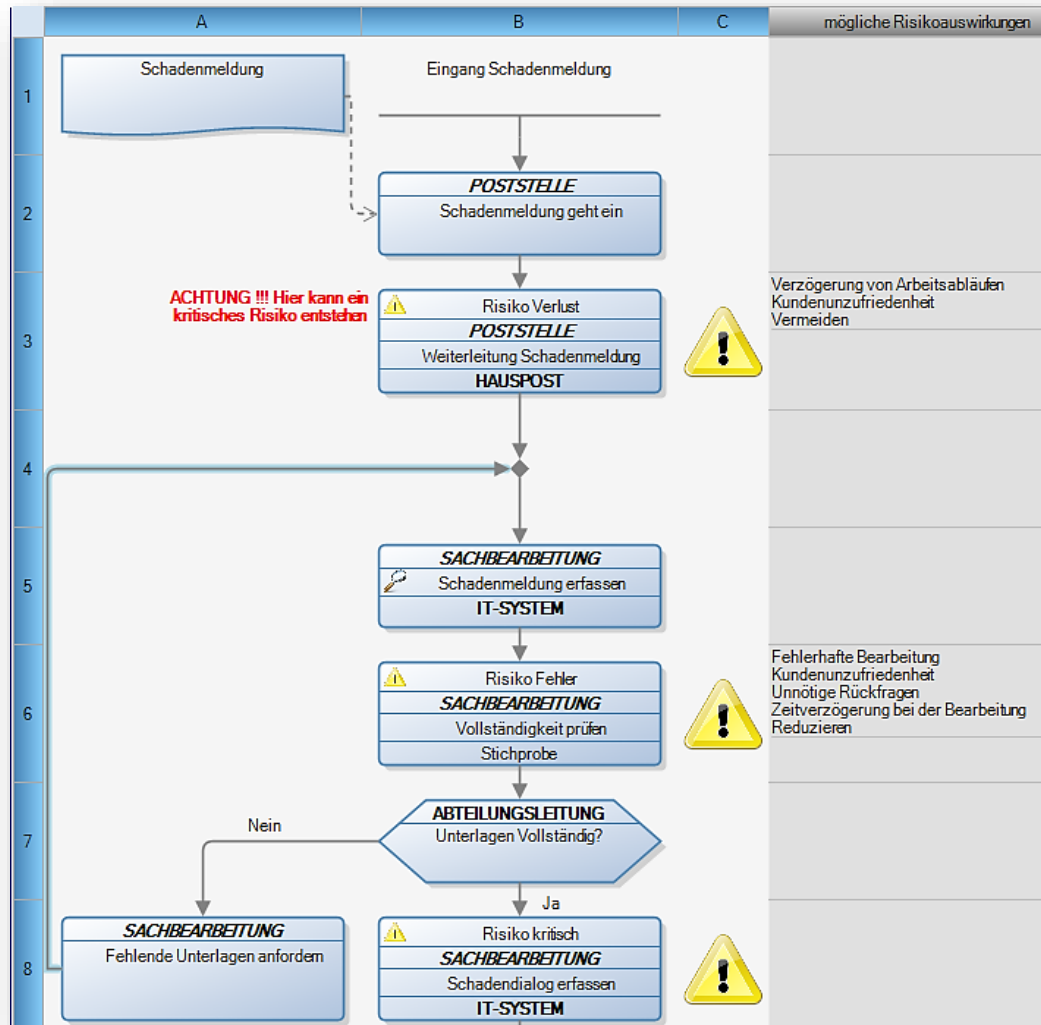 A
B
C
mögliche Risikoauswirkungen
1
Schadenmeldung
Eingang Schadenmeldung
2
POSTSTELLE
Schadenmeldung geht ein
3
ACHTUNG !!! Hier kann ein
kritisches Risiko entstehen
Risiko Verlust
POSTSTELLE
Weiterleitung Schadenmeldung
HAUSPOST
Verzögerung von Arbeitsabläufen
Kundenunzufriedenheit
Vermeiden
4
5
SACHBEARBEITUNG
Schadenmeldung erfassen
IT-SYSTEM
6
Risiko Fehler
SACHBEARBEITUNG
Vollständigkeit prüfen
Stichprobe
Fehlerhafte Bearbeitung
Kundenunzufriedenheit
Unnötige Rückfragen
Zeitverzögerung bei der Bearbeitung
Reduzieren
7
Nein
ABTEILUNGSLEITUNG
Unterlagen Vollständig?
Ja
8
SACHBEARBEITUNG
Fehlende Unterlagen anfordern
Risiko kritisch
SACHBEARBEITUNG
Schadendialog erfassen
IT-SYSTEM